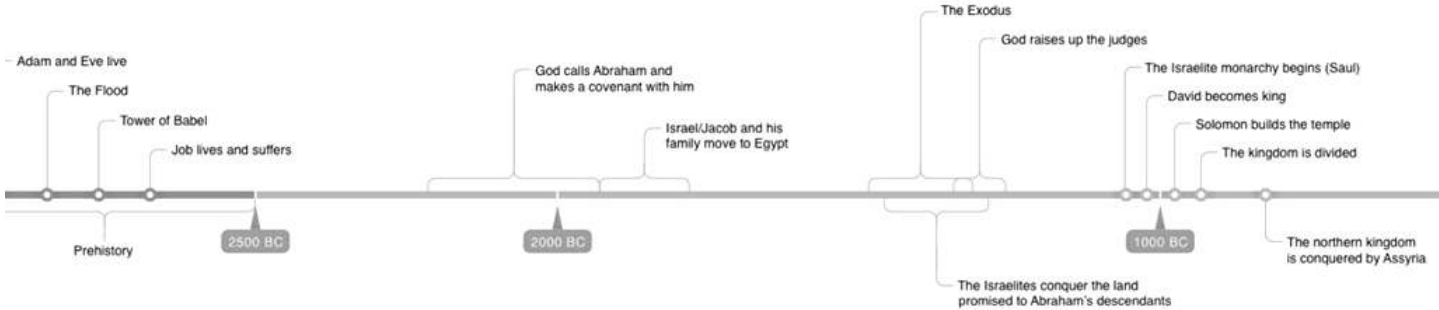 The Exodus
God raises up the judges
Adam and Eve live
The Flood
Tower of Babel
Job lives and suffers
God calls Abraham and
makes a covenant with him
Israel/Jacob and his
family move to Egypt
The Israelite monarchy begins (Saul)
David becomes king
Solomon builds the temple
The kingdom is divided
Prehistory
2500 BC
2000 BC
1000 BC
The northern kingdom
is conquered by Assyria
The Israelites conquer the land
promised to Abraham's descendants